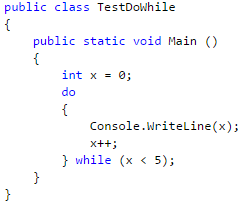 public class TestDoWhile
{
    public static void Main ()
    {
        int x = 0;
        do
        {
            Console.WriteLine(x);
            x++;
        } while (x < 5);
    }
}